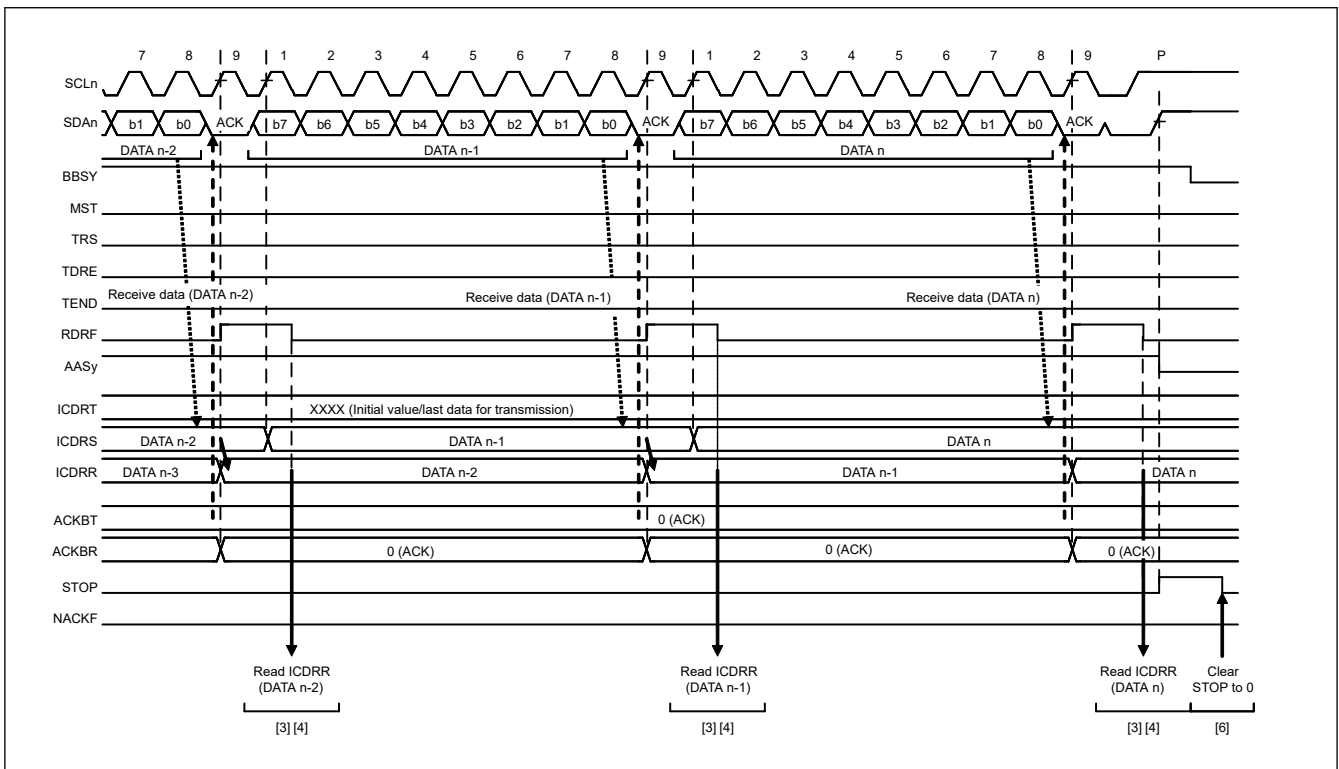 7 8 9 1 2 3 4 5 6 7 8 9 1 2 3 4 5 6 7 8 9 P
SCLn
SDAn b1 b0 ACK b7 b6 b5 b4 b3 b2 b1 b0 ACK b7 b6 b5 b4 b3 b2 b1 b0 ACK
DATA n-2 DATA n-1 DATA n
BBSY
MST
TRS
TDRE
Receive data (DATA n-2) Receive data (DATA n-1) Receive data (DATA n)
TEND
RDRF
AASy
ICDRT XXXX (Initial value/last data for transmission)
ICDRS DATA n-2 DATA n-1 DATA n
ICDRR DATA n-3 DATA n-2 DATA n-1 DATA n
ACKBT 0 (ACK)
ACKBR 0 (ACK) 0 (ACK) 0 (ACK)
STOP
NACKF
Read ICDRR Read ICDRR Read ICDRR Clear
(DATA n-2) (DATA n-1) (DATA n) STOP to 0
[3] [4] [3] [4] [3] [4] [6]